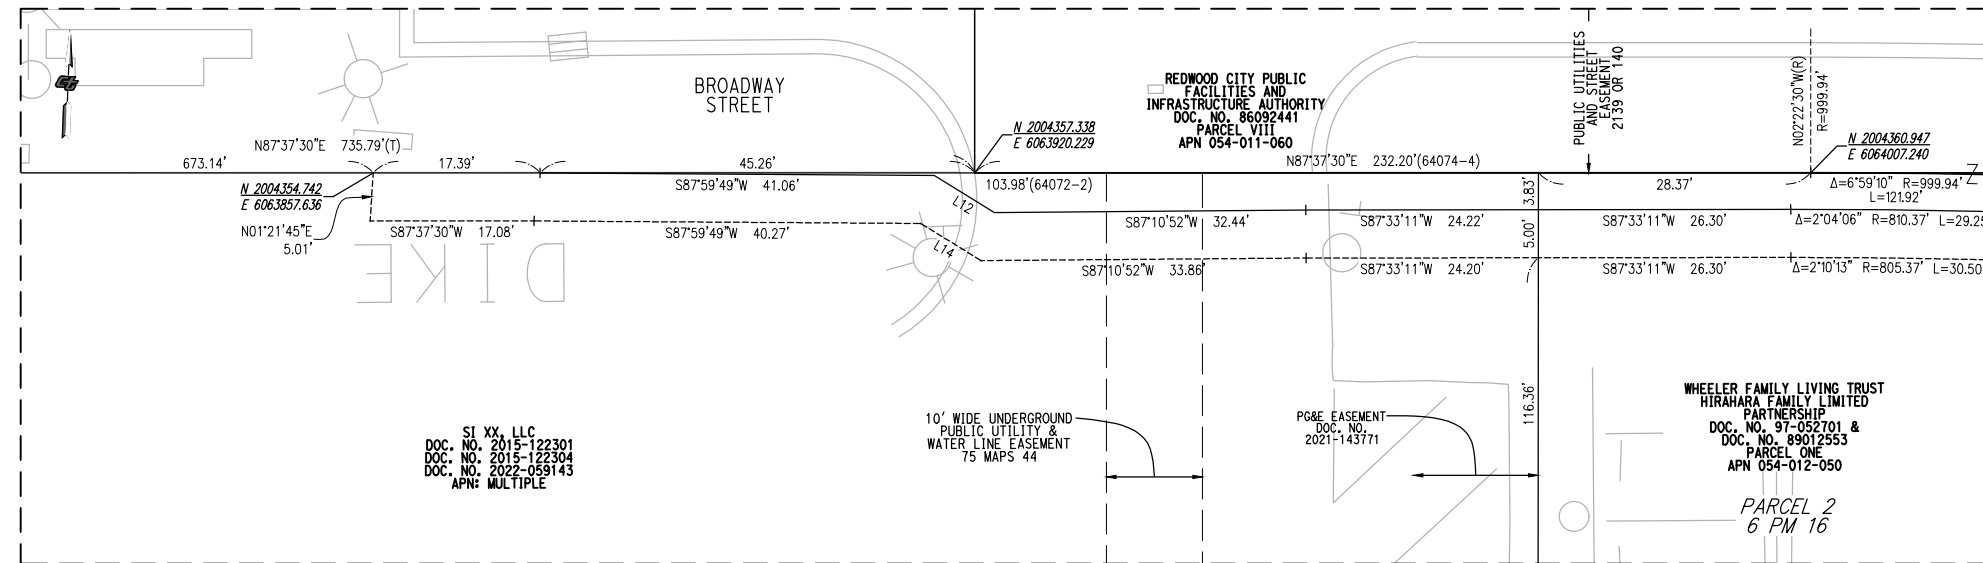 BROADWAY
STREET
REDWOOD CITY PUBLIC
FACILITIES AND
INFRASTRUCTURE AUTHORITY
DOC. NO. 86092441
PARCEL VIII
APN 054-011-060
PUBLIC UTILITIES
AND STREET
EASEMENT
2139 OR 140
N02°22'30"W(R)
R=999.94'
N 2004357.338
E 6063920.229
N 2004360.947
E 6064007.240
N87°37'30"E 735.79'(T)
673.14'
17.39'
45.26'
N87°37'30"E 232.20'(64074-4)
N 2004354.742
E 6063857.636
S87°59'49"W 41.06'
103.98'(64072-2)
L12
3.83'
28.37'
Δ=6°59'10" R=999.94'
L=121.92'
N01°21'45"E
5.01'
S87°37'30"W 17.08'
S87°59'49"W 40.27'
L14
S87°10'52"W 32.44'
S87°33'11"W 24.22'
5.00'
S87°33'11"W 26.30'
Δ=2°04'06" R=810.37' L=29.25
S87°10'52"W 33.86'
S87°33'11"W 24.20'
S87°33'11"W 26.30'
Δ=2°10'13" R=805.37' L=30.50
DIKE
116.36'
SI XX, LLC
DOC. NO. 2015-122301
DOC. NO. 2015-122304
DOC. NO. 2022-059143
APN: MULTIPLE
10' WIDE UNDERGROUND
PUBLIC UTILITY &
WATER LINE EASEMENT
75 MAPS 44
PG&E EASEMENT
DOC. NO.
2021-143771
WHEELER FAMILY LIVING TRUST
HIRAHARA FAMILY LIMITED
PARTNERSHIP
DOC. NO. 97-052701 &
DOC. NO. 89012553
PARCEL ONE
APN 054-012-050
PARCEL 2
6 PM 16